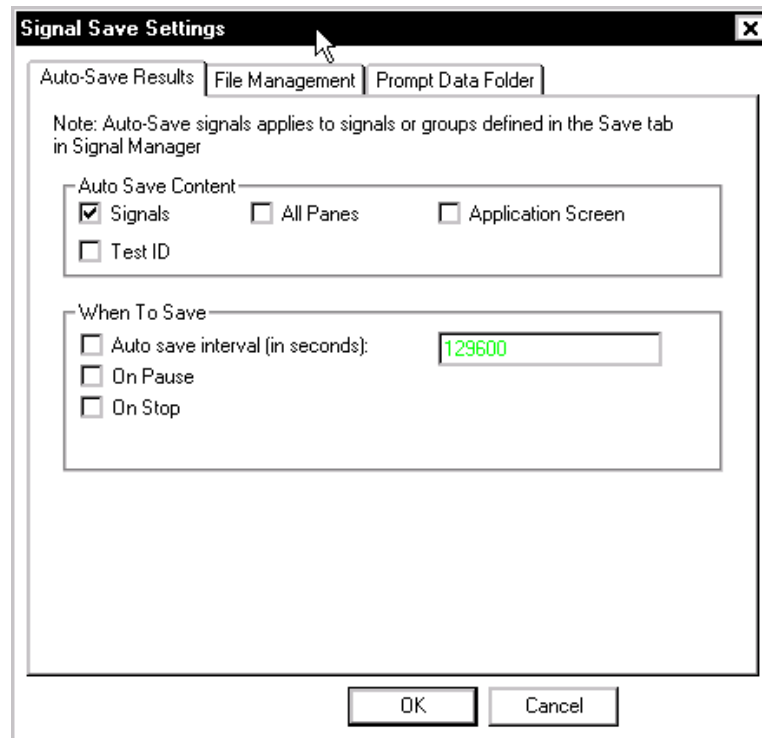 Signal Save Settings
Auto-Save Results File Management Prompt Data Folder
Note: Auto-Save signals applies to signals or groups defined in the Save tab
in Signal Manager
Auto Save Content
Signals All Panes Application Screen
Test ID
When To Save
Auto save interval (in seconds): 129600
On Pause
On Stop
OK Cancel